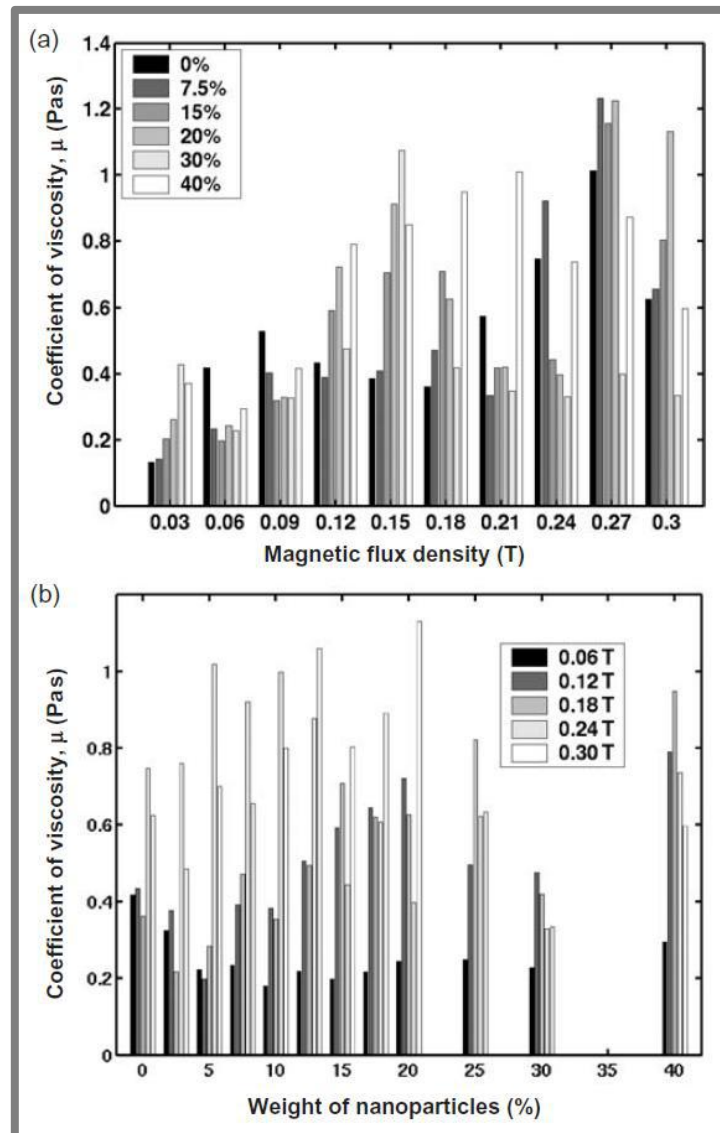 (a)
1.4
1.2
1
0.8
0.6
0.4
0.2
0
Coefficient of viscosity, μ (Pas)
0%
7.5%
15%
20%
30%
40%
0.03 0.06 0.09 0.12 0.15 0.18 0.21 0.24 0.27 0.3
Magnetic flux density (T)
(b)
1
0.8
0.6
0.4
0.2
0
Coefficient of viscosity, μ (Pas)
0.06 T
0.12 T
0.18 T
0.24 T
0.30 T
0 5 10 15 20 25 30 35 40
Weight of nanoparticles (%)